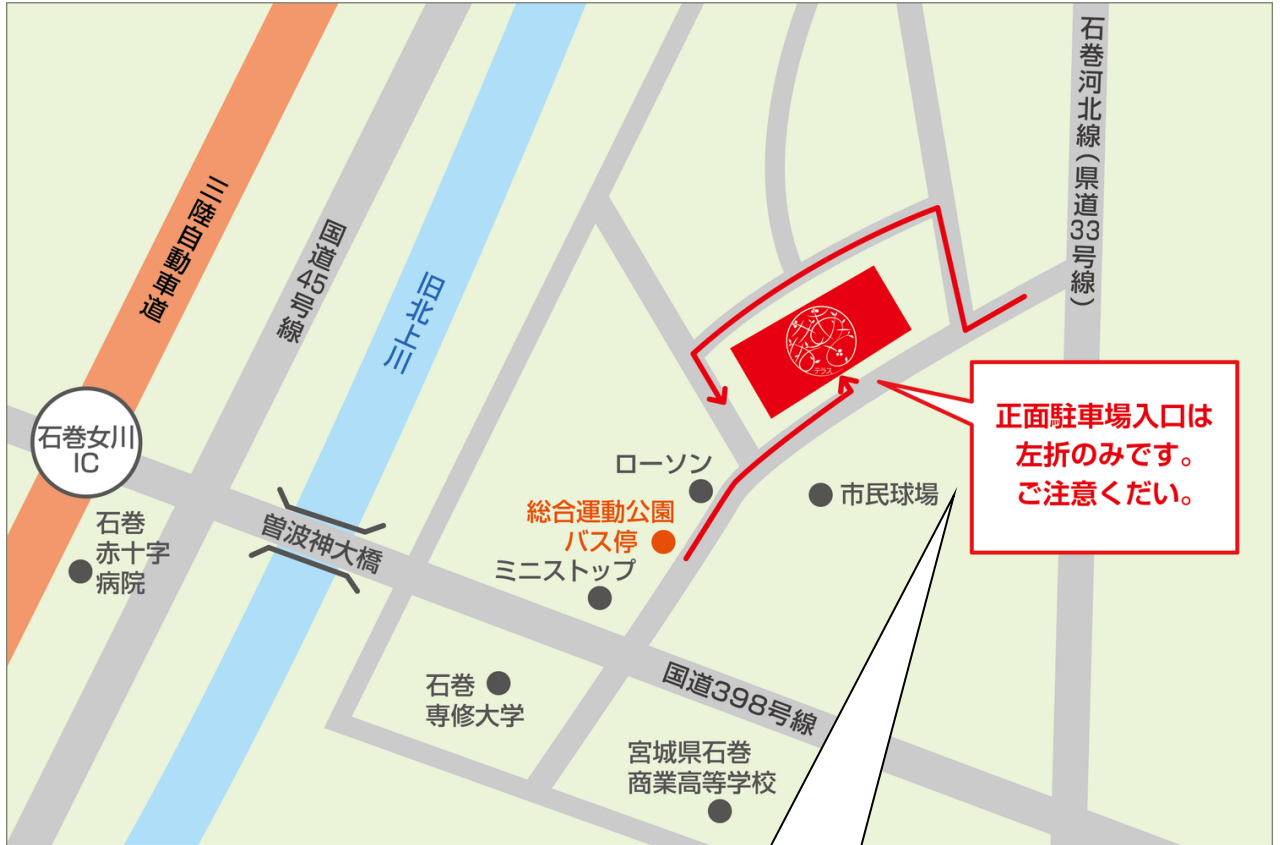 石巻河北線(県道33号線)
三陸自動車道
国道45号線
旧北上川
テラス
正面駐車場入口は
左折のみです。
ご注意くだい。
石巻女川
IC
ローソン
市民球場
総合運動公園
バス停
ミニストップ
石巻
赤十字
病院
曽波神大橋
国道398号線
石巻
専修大学
宮城県石巻
商業高等学校